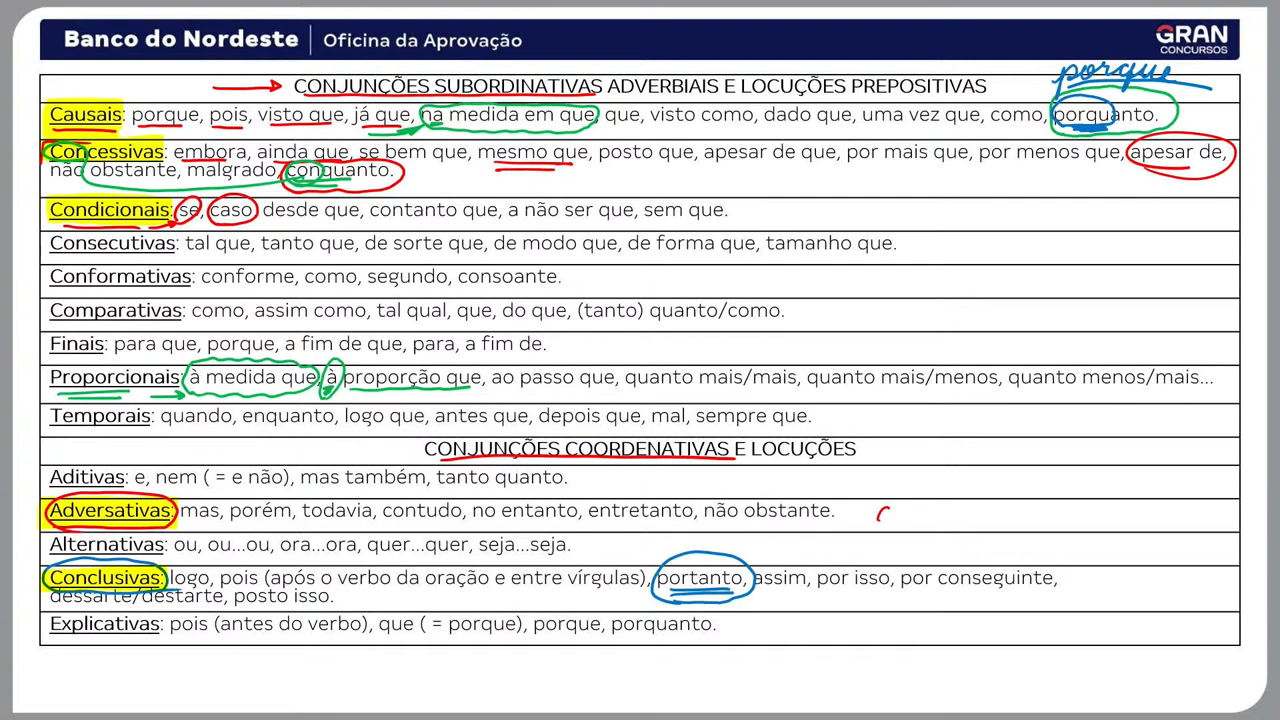 Banco do Nordeste | Oficina da Aprovação
GRAN
CONCURSOS
porque
CONJUNÇÕES SUBORDINATIVAS ADVERBIAIS E LOCUÇÕES PREPOSITIVAS
Causais: porque, pois, visto que, já que, na medida em que, que, visto como, dado que, uma vez que, como, porquanto.
Concessivas: embora, ainda que, se bem que, mesmo que, posto que, apesar de que, por mais que, por menos que, apesar de,
não obstante, malgrado, conquanto.
Condicionais: se, caso desde que, contanto que, a não ser que, sem que.
Consecutivas: tal que, tanto que, de sorte que, de modo que, de forma que, tamanho que.
Conformativas: conforme, como, segundo, consoante.
Comparativas: como, assim como, tal qual, que, do que, (tanto) quanto/como.
Finais: para que, porque, a fim de que, para, a fim de.
Proporcionais: à medida que, à proporção que, ao passo que, quanto mais/mais, quanto mais/menos, quanto menos/mais...
Temporais: quando, enquanto, logo que, antes que, depois que, mal, sempre que.
CONJUNÇÕES COORDENATIVAS E LOCUÇÕES
Aditivas: e, nem ( = e não), mas também, tanto quanto.
Adversativas: mas, porém, todavia, contudo, no entanto, entretanto, não obstante.
Alternativas: ou, ou...ou, ora...ora, quer...quer, seja...seja.
Conclusivas: logo, pois (após o verbo da oração e entre vírgulas), portanto, assim, por isso, por conseguinte,
dessarte/destarte, posto isso.
Explicativas: pois (antes do verbo), que ( = porque), porque, porquanto.